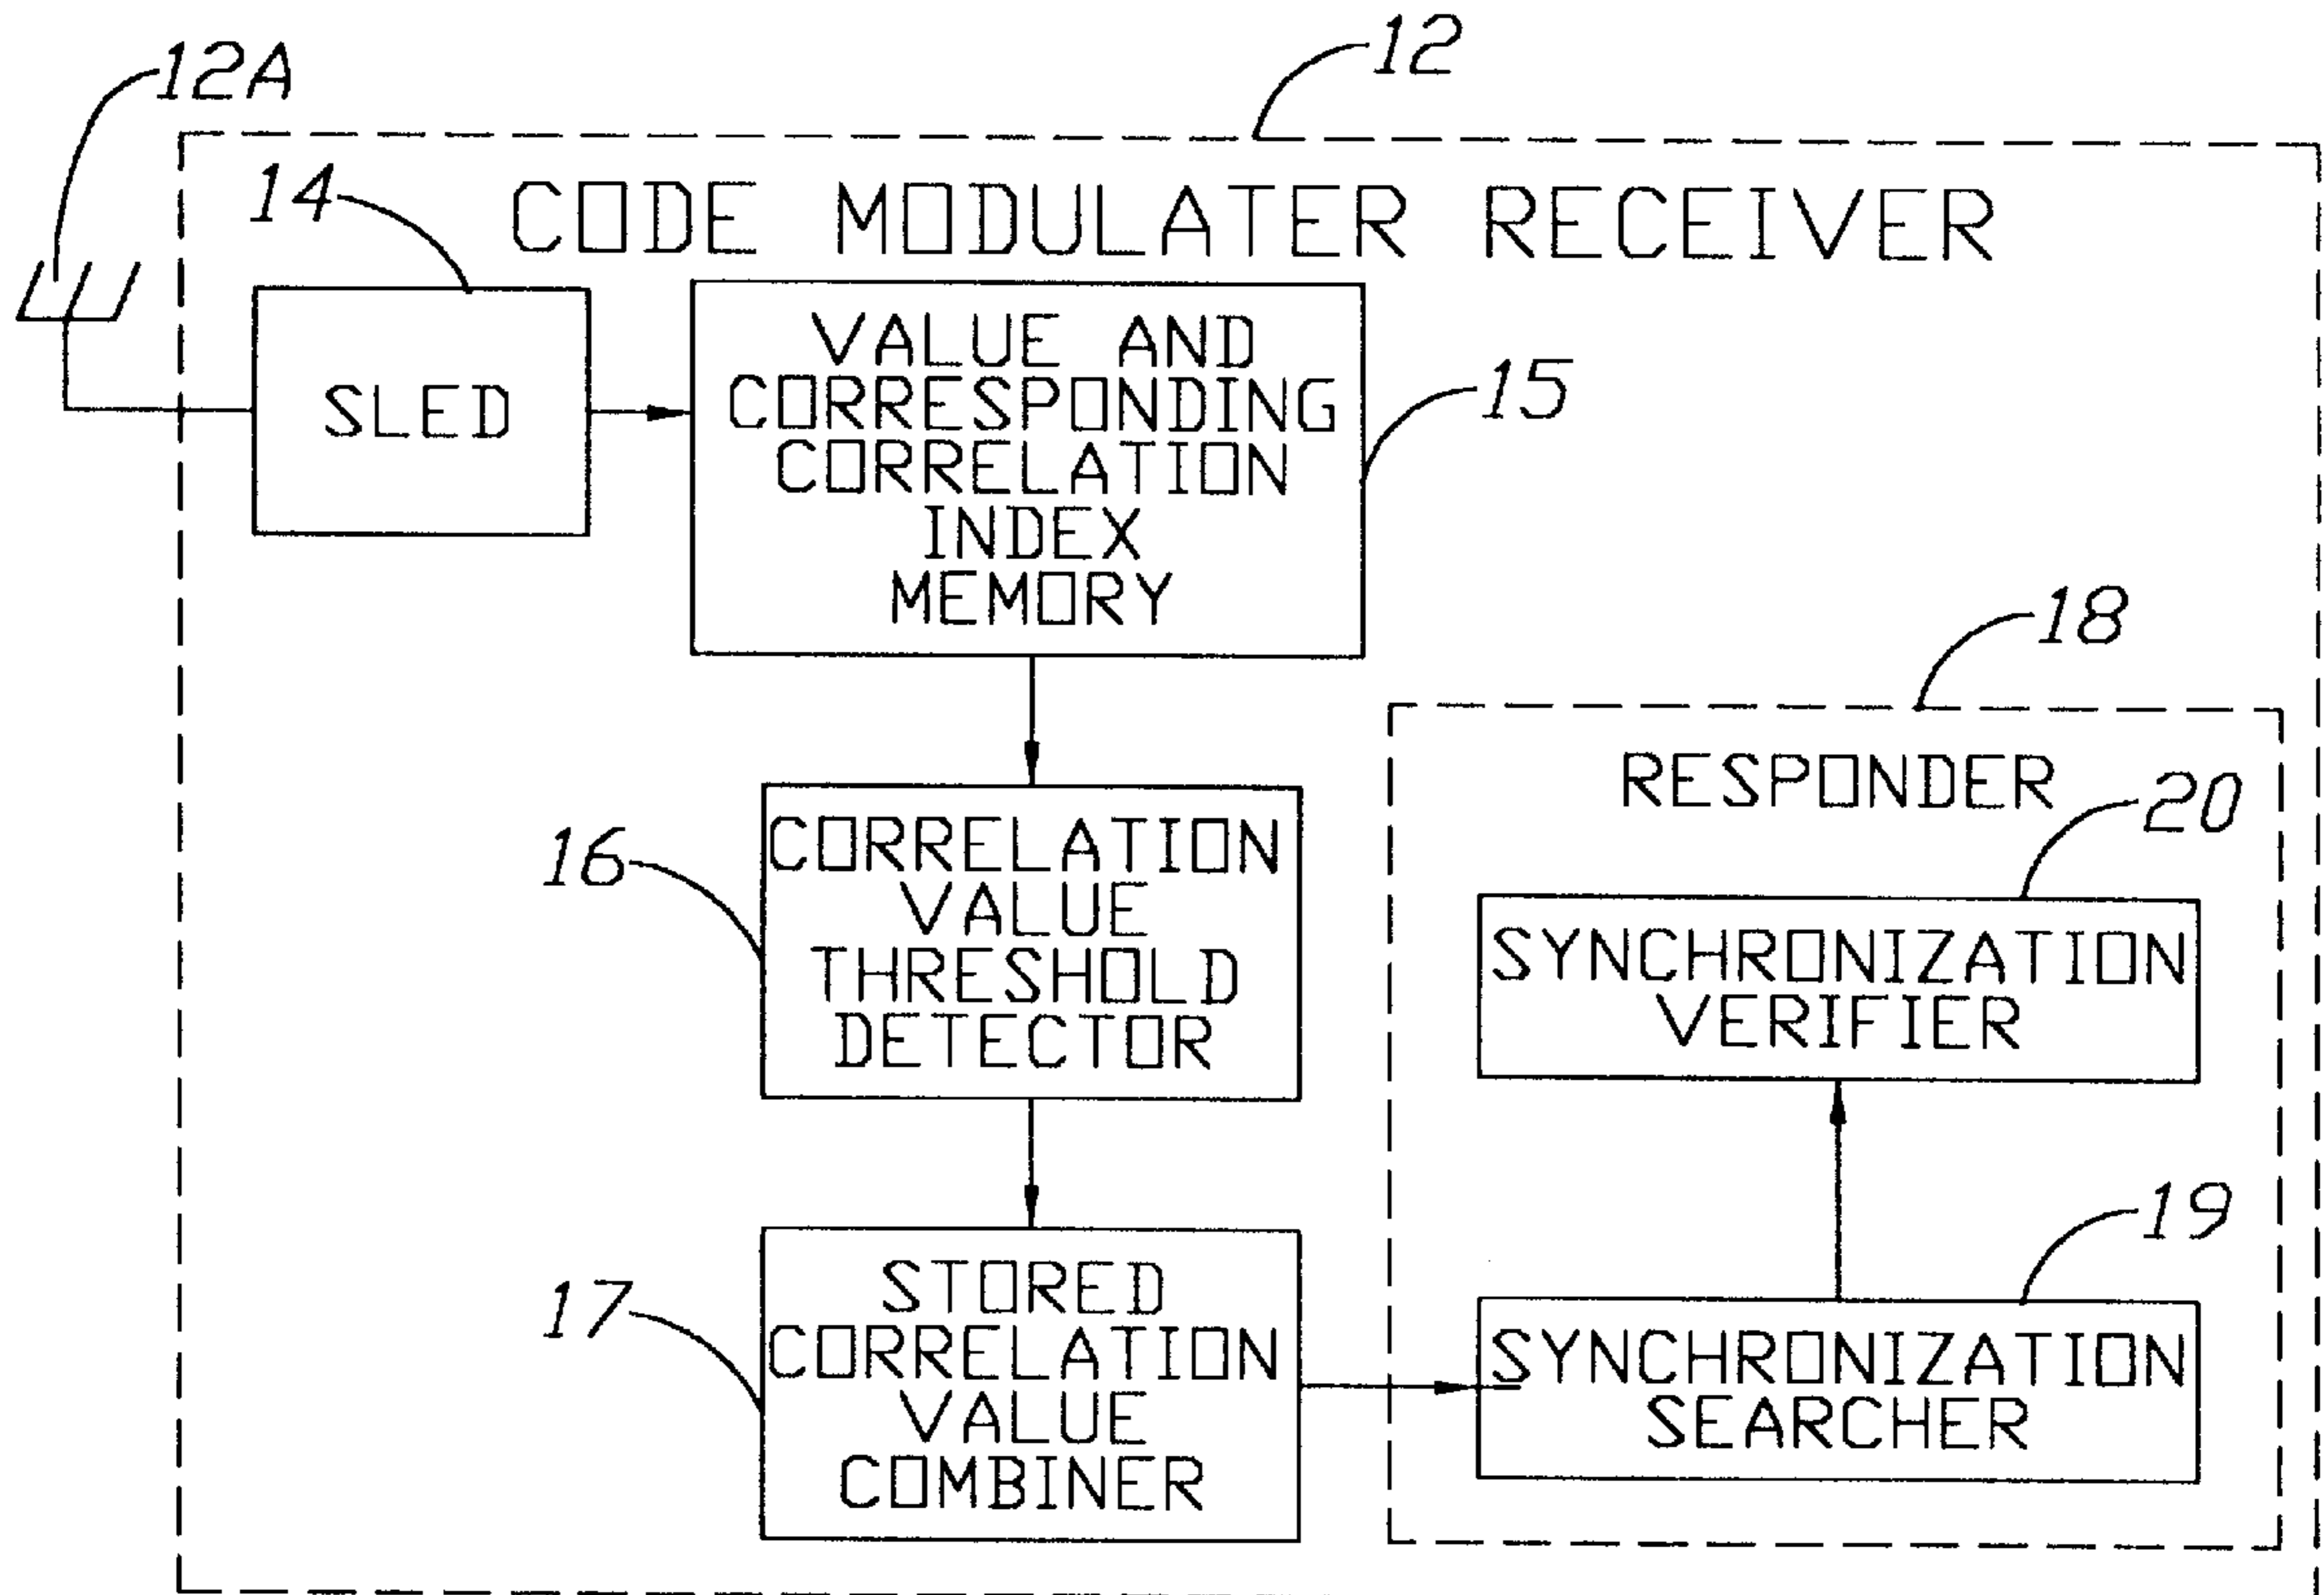 12
12A
14
CODE MODULATER RECEIVER
SLED
VALUE AND
CORRESPONDING
CORRELATION
INDEX
MEMORY
15
18
RESPONDER
20
16
CORRELATION
VALUE
THRESHOLD
DETECTOR
SYNCHRONIZATION
VERIFIER
19
17
STORED
CORRELATION
VALUE
COMBINER
SYNCHRONIZATION
SEARCHER